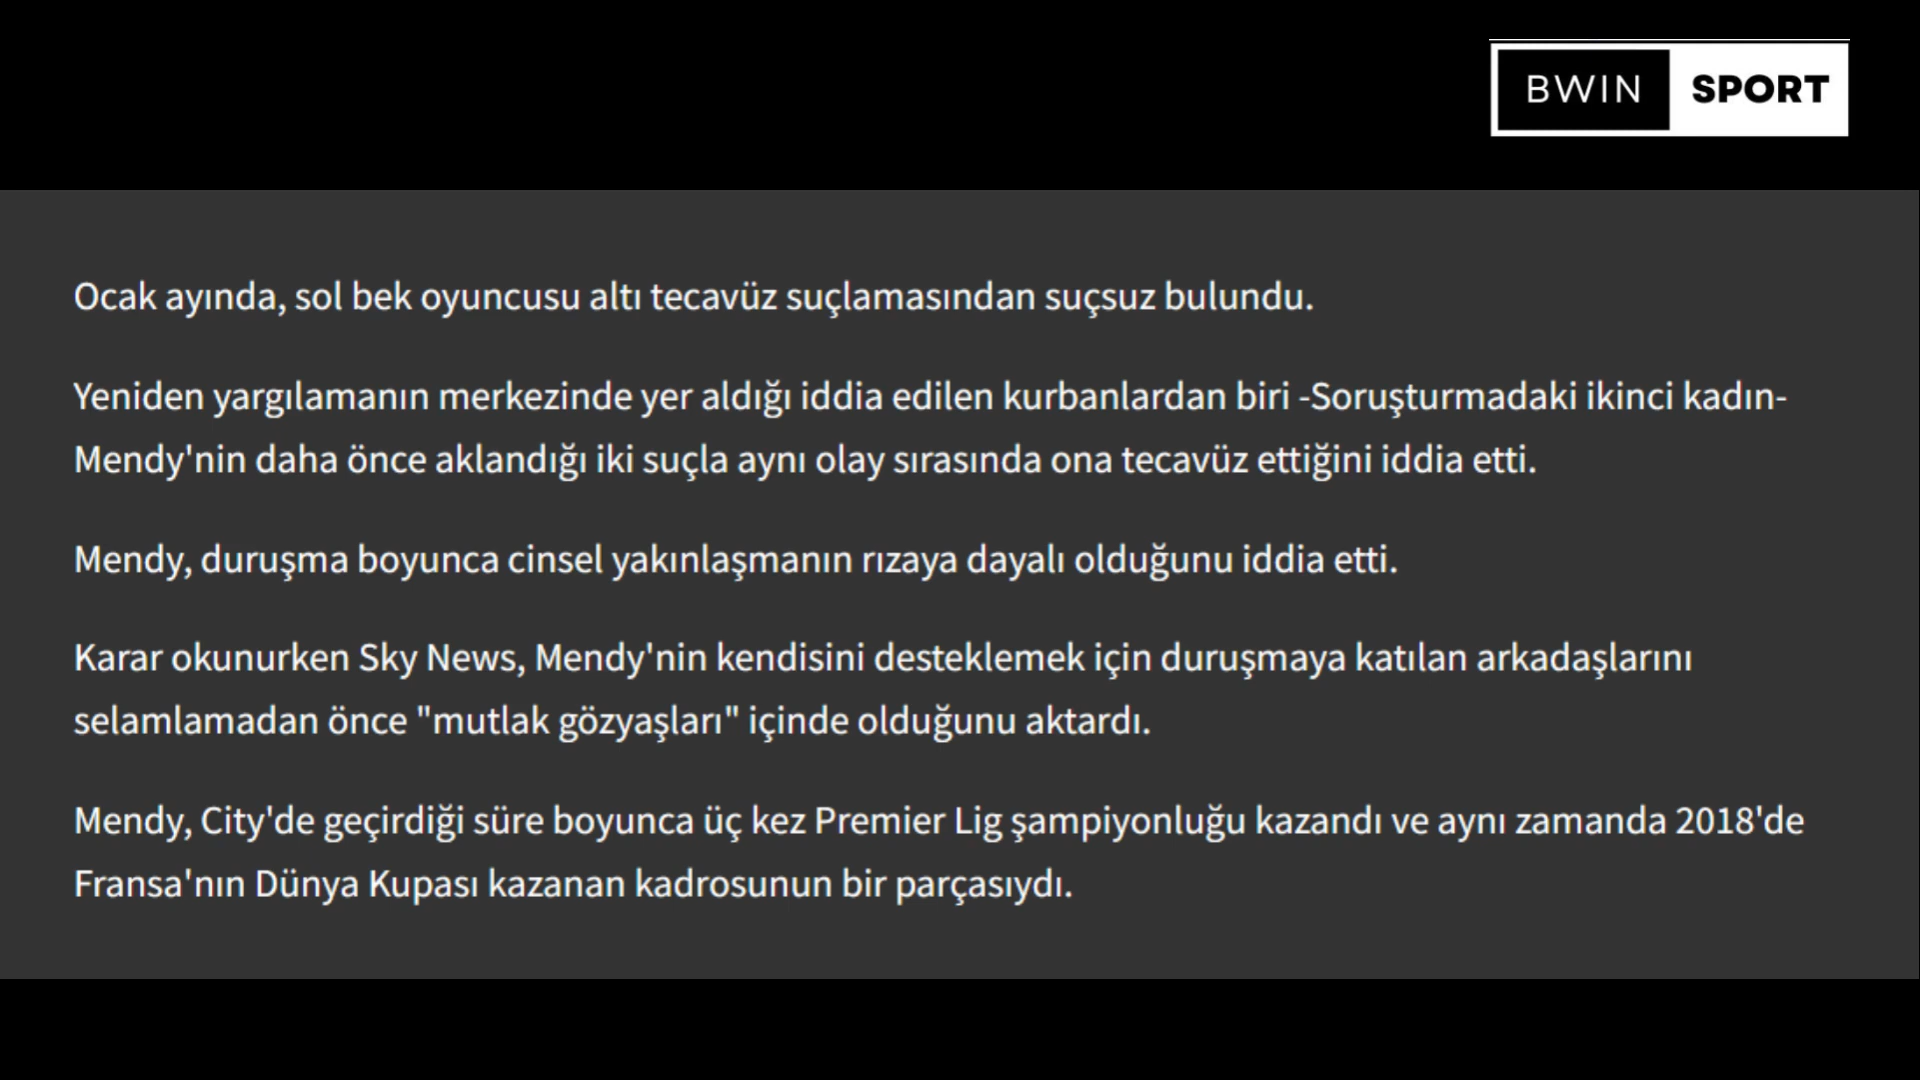 BWIN SPORT
Ocak ayında, sol bek oyuncusu altı tecavüz suçlamasından suçsuz bulundu.
Yeniden yargılamanın merkezinde yer aldığı iddia edilen kurbanlardan biri -Soruşturmadaki ikinci kadın-
Mendy'nin daha önce aklandığı iki suçla aynı olay sırasında ona tecavüz ettiğini iddia etti.
Mendy, duruşma boyunca cinsel yakınlaşmanın rızaya dayalı olduğunu iddia etti.
Karar okunurken Sky News, Mendy'nin kendisini desteklemek için duruşmaya katılan arkadaşlarını
selamlamadan önce "mutlak gözyaşları" içinde olduğunu aktardı.
Mendy, City'de geçirdiği süre boyunca üç kez Premier Lig şampiyonluğu kazandı ve aynı zamanda 2018'de
Fransa'nın Dünya Kupası kazanan kadrosunun bir parçasıydı.